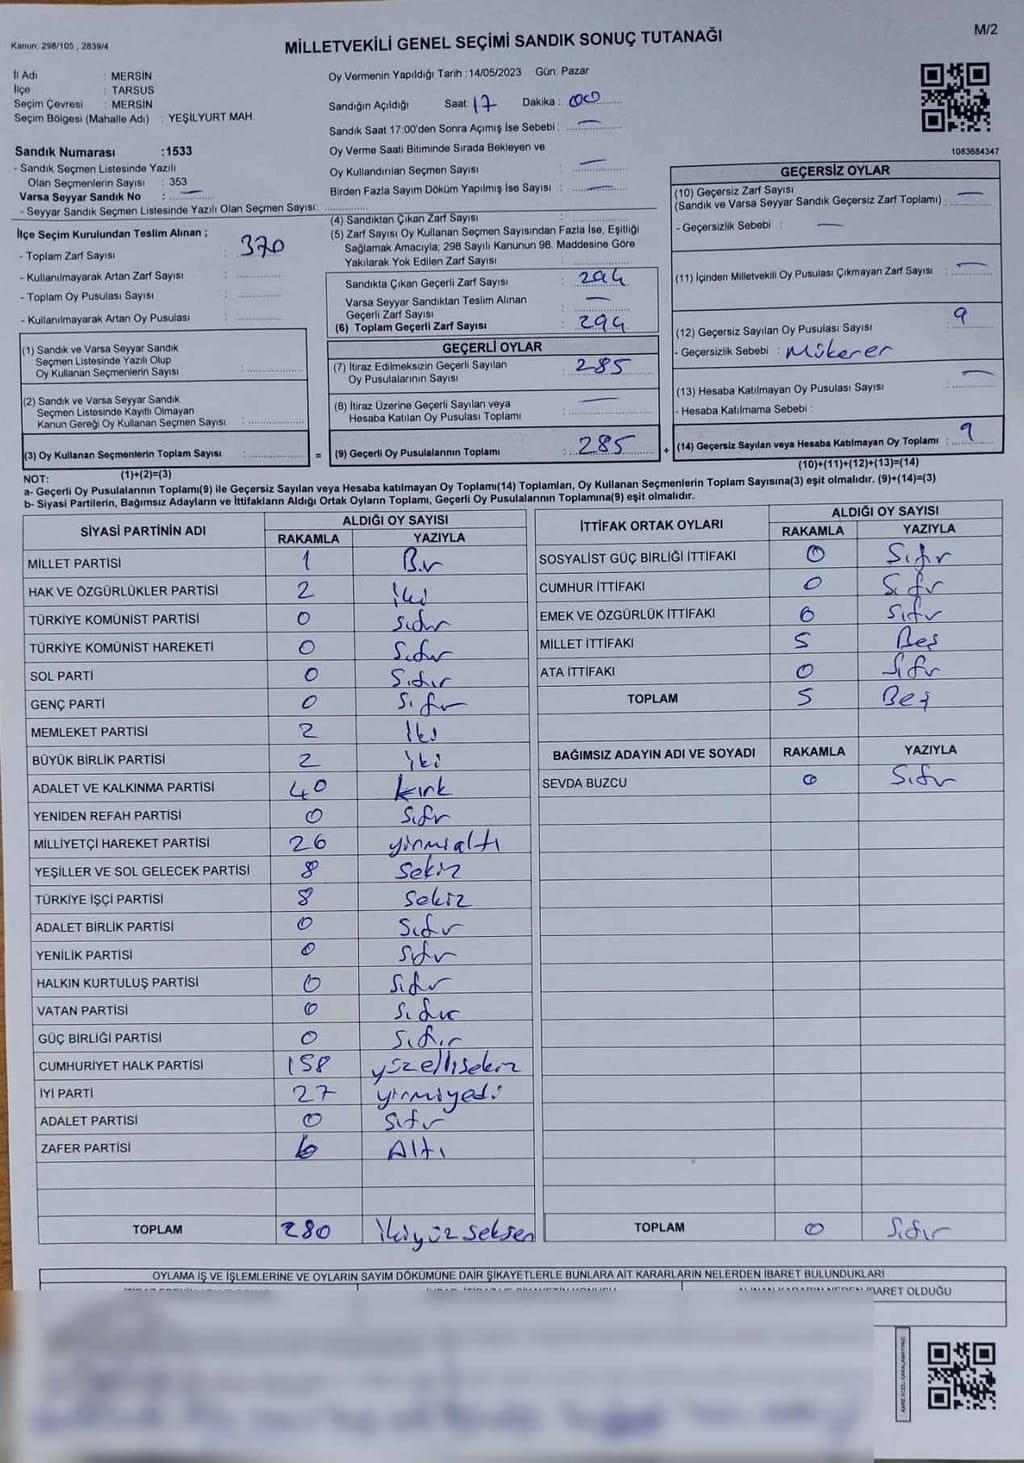 Kanun; 298/105 , 2839/4
MİLLETVEKİLİ GENEL SEÇİMİ SANDIK SONUÇ TUTANAĞI
M/2
İl Adı : MERSİN
İlçe : TARSUS
Seçim Çevresi : MERSİN
Seçim Bölgesi (Mahalle Adı) : YEŞİLYURT MAH.
Sandık Numarası :1533
- Sandık Seçmen Listesinde Yazılı
Olan Seçmenlerin Sayısı : 353
Varsa Seyyar Sandık No : —
- Seyyar Sandık Seçmen Listesinde Yazılı Olan Seçmen Sayısı:
Oy Vermenin Yapıldığı Tarih :14/05/2023 Gün: Pazar
Sandığın Açıldığı Saat: 17 Dakika : 00
Sandık Saat 17:00'den Sonra Açımış İse Sebebi : —
Oy Verme Saati Bitiminde Sırada Bekleyen ve
Oy Kullandırılan Seçmen Sayısı : —
Birden Fazla Sayım Döküm Yapılmış İse Sayısı : —
1083684347
İlçe Seçim Kurulundan Teslim Alınan ;
- Toplam Zarf Sayısı : 370
- Kullanılmayarak Artan Zarf Sayısı :
- Toplam Oy Pusulası Sayısı :
- Kullanılmayarak Artan Oy Pusulası :
(1) Sandık ve Varsa Seyyar Sandık
Seçmen Listesinde Yazılı Olup
Oy Kullanan Seçmenlerin Sayısı :
(2) Sandık ve Varsa Seyyar Sandık
Seçmen Listesinde Kayıtlı Olmayan
Kanun Gereği Oy Kullanan Seçmen Sayısı :
(3) Oy Kullanan Seçmenlerin Toplam Sayısı :
(1)+(2)=(3)
(4) Sandıktan Çıkan Zarf Sayısı :
(5) Zarf Sayısı Oy Kullanan Seçmen Sayısından Fazla İse, Eşitliği
Sağlamak Amacıyla; 298 Sayılı Kanunun 98. Maddesine Göre
Yakılarak Yok Edilen Zarf Sayısı :
Sandıkta Çıkan Geçerli Zarf Sayısı : 294
Varsa Seyyar Sandıktan Teslim Alınan
Geçerli Zarf Sayısı : —
(6) Toplam Geçerli Zarf Sayısı : 294
GEÇERLİ OYLAR
(7) İtiraz Edilmeksizin Geçerli Sayılan
Oy Pusulalarının Sayısı : 285
(8) İtiraz Üzerine Geçerli Sayılan veya
Hesaba Katılan Oy Pusulası Toplamı : —
= (9) Geçerli Oy Pusulalarının Toplamı : 285
GEÇERSİZ OYLAR
(10) Geçersiz Zarf Sayısı
(Sandık ve Varsa Seyyar Sandık Geçersiz Zarf Toplamı) : —
- Geçersizlik Sebebi : —
(11) İçinden Milletvekili Oy Pusulası Çıkmayan Zarf Sayısı : —
(12) Geçersiz Sayılan Oy Pusulası Sayısı : 9
- Geçersizlik Sebebi : Mükerer
(13) Hesaba Katılmayan Oy Pusulası Sayısı : —
- Hesaba Katılmama Sebebi :
+ (14) Geçersiz Sayılan veya Hesaba Katılmayan Oy Toplamı : 9
(10)+(11)+(12)+(13)=(14)
NOT:
a- Geçerli Oy Pusulalarının Toplamı(9) ile Geçersiz Sayılan veya Hesaba katılmayan Oy Toplamı(14) Toplamları, Oy Kullanan Seçmenlerin Toplam Sayısına(3) eşit olmalıdır. (9)+(14)=(3)
b- Siyasi Partilerin, Bağımsız Adayların ve İttifakların Aldığı Ortak Oyların Toplamı, Geçerli Oy Pusulalarının Toplamına(9) eşit olmalıdır.
SİYASİ PARTİNİN ADI ALDIĞI OY SAYISI
RAKAMLA YAZIYLA
MİLLET PARTİSİ 1 Bir
HAK VE ÖZGÜRLÜKLER PARTİSİ 2 iki
TÜRKİYE KOMÜNİST PARTİSİ 0 Sıfır
TÜRKİYE KOMÜNİST HAREKETİ 0 Sıfır
SOL PARTİ 0 Sıfır
GENÇ PARTİ 0 Sıfır
MEMLEKET PARTİSİ 2 İki
BÜYÜK BİRLİK PARTİSİ 2 iki
ADALET VE KALKINMA PARTİSİ 40 kırk
YENİDEN REFAH PARTİSİ 0 Sıfır
MİLLİYETÇİ HAREKET PARTİSİ 26 yirmialtı
YEŞİLLER VE SOL GELECEK PARTİSİ 8 Sekiz
TÜRKİYE İŞÇİ PARTİSİ 8 Sekiz
ADALET BİRLİK PARTİSİ 0 Sıfır
YENİLİK PARTİSİ 0 Sıfır
HALKIN KURTULUŞ PARTİSİ 0 Sıfır
VATAN PARTİSİ 0 Sıfır
GÜÇ BİRLİĞİ PARTİSİ 0 Sıfır
CUMHURİYET HALK PARTİSİ 158 yüzellisekiz
İYİ PARTİ 27 yirmiyedi
ADALET PARTİSİ 0 Sıfır
ZAFER PARTİSİ 6 Altı
TOPLAM 280 ikiyüzseksen
İTTİFAK ORTAK OYLARI ALDIĞI OY SAYISI
RAKAMLA YAZIYLA
SOSYALİST GÜÇ BİRLİĞİ İTTİFAKI 0 Sıfır
CUMHUR İTTİFAKI 0 Sıfır
EMEK VE ÖZGÜRLÜK İTTİFAKI 0 Sıfır
MİLLET İTTİFAKI 5 Beş
ATA İTTİFAKI 0 Sıfır
TOPLAM 5 Beş
BAĞIMSIZ ADAYIN ADI VE SOYADI RAKAMLA YAZIYLA
SEVDA BUZCU 0 Sıfır
TOPLAM 0 Sıfır
OYLAMA İŞ VE İŞLEMLERİNE VE OYLARIN SAYIM DÖKÜMÜNE DAİR ŞİKAYETLERLE BUNLARA AİT KARARLARIN NELERDEN İBARET BULUNDUKLARI
İBARET OLDUĞU